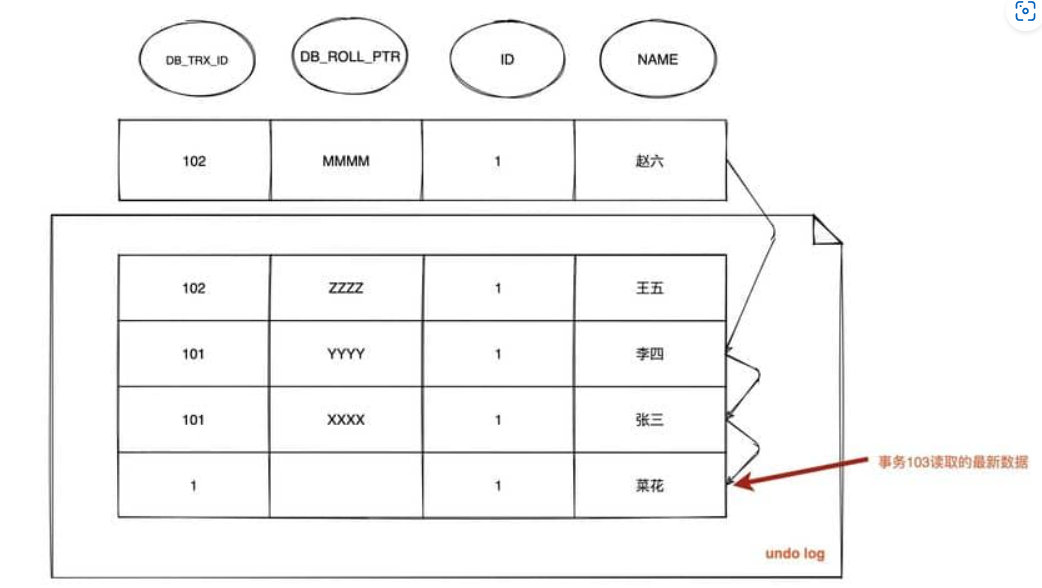 DB_TRX_ID DB_ROLL_PTR ID NAME
102 MMMM 1 赵六
102 ZZZZ 1 王五
101 YYYY 1 李四
101 XXXX 1 张三
1 1 菜花
事务103读取的最新数据
undo log